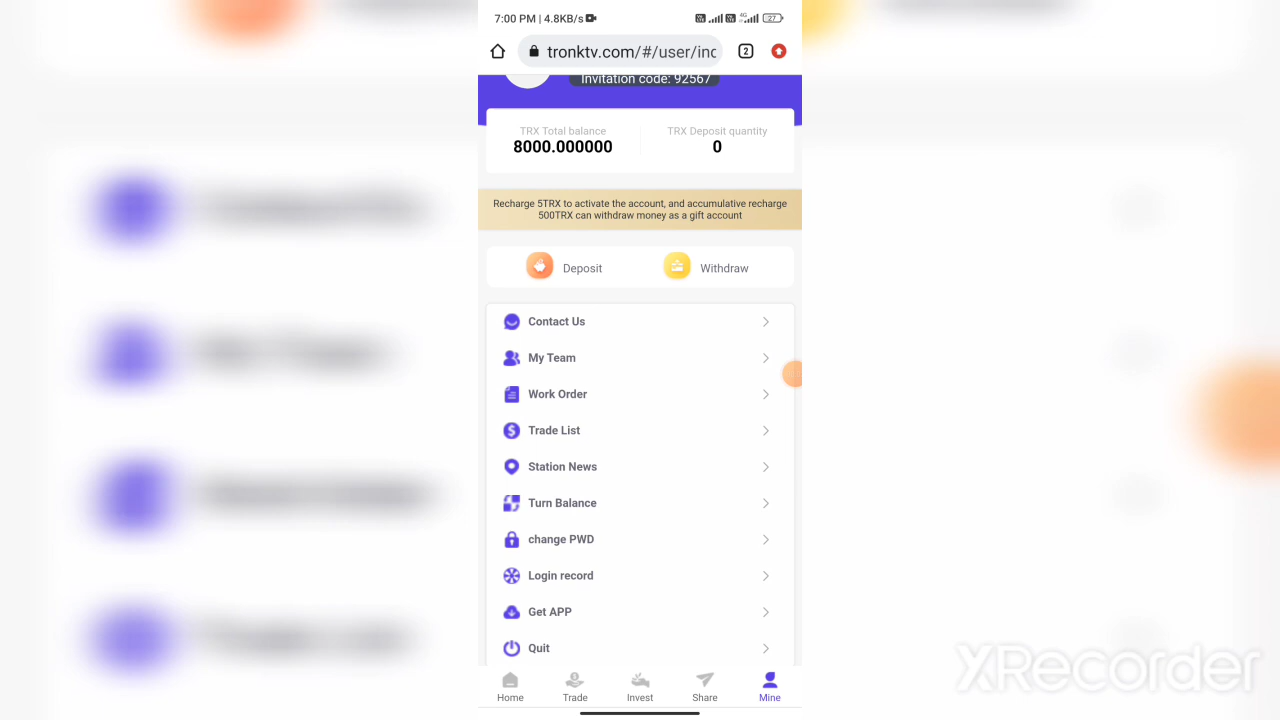 7:00 PM | 4.8KB/s
4G
27
tronktv.com/#/user/inc
2
Invitation code: 92567
TRX Total balance
8000.000000
TRX Deposit quantity
0
Recharge 5TRX to activate the account, and accumulative recharge
500TRX can withdraw money as a gift account
Deposit
Withdraw
Contact Us
My Team
Work Order
Trade List
Station News
Turn Balance
change PWD
Login record
Get APP
Quit
Home
Trade
Invest
Share
Mine
XRecorder